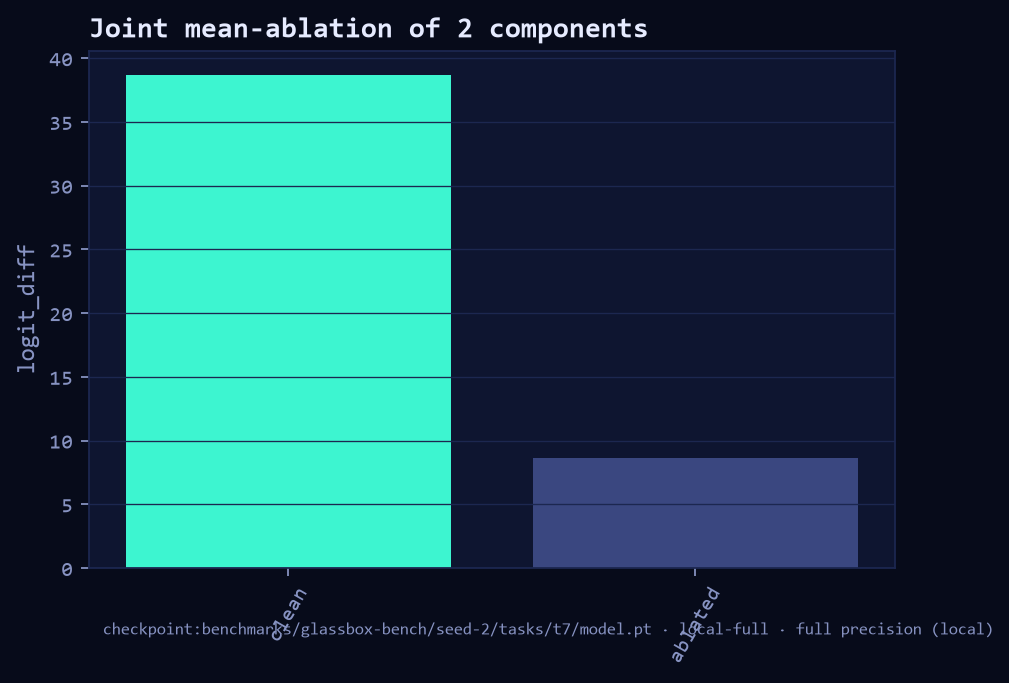 Joint mean-ablation of 2 components
logit_diff
40
35
30
25
20
15
10
5
0
clean
ablated
checkpoint:benchmarks/glassbox-bench/seed-2/tasks/t7/model.pt · local-full · full precision (local)